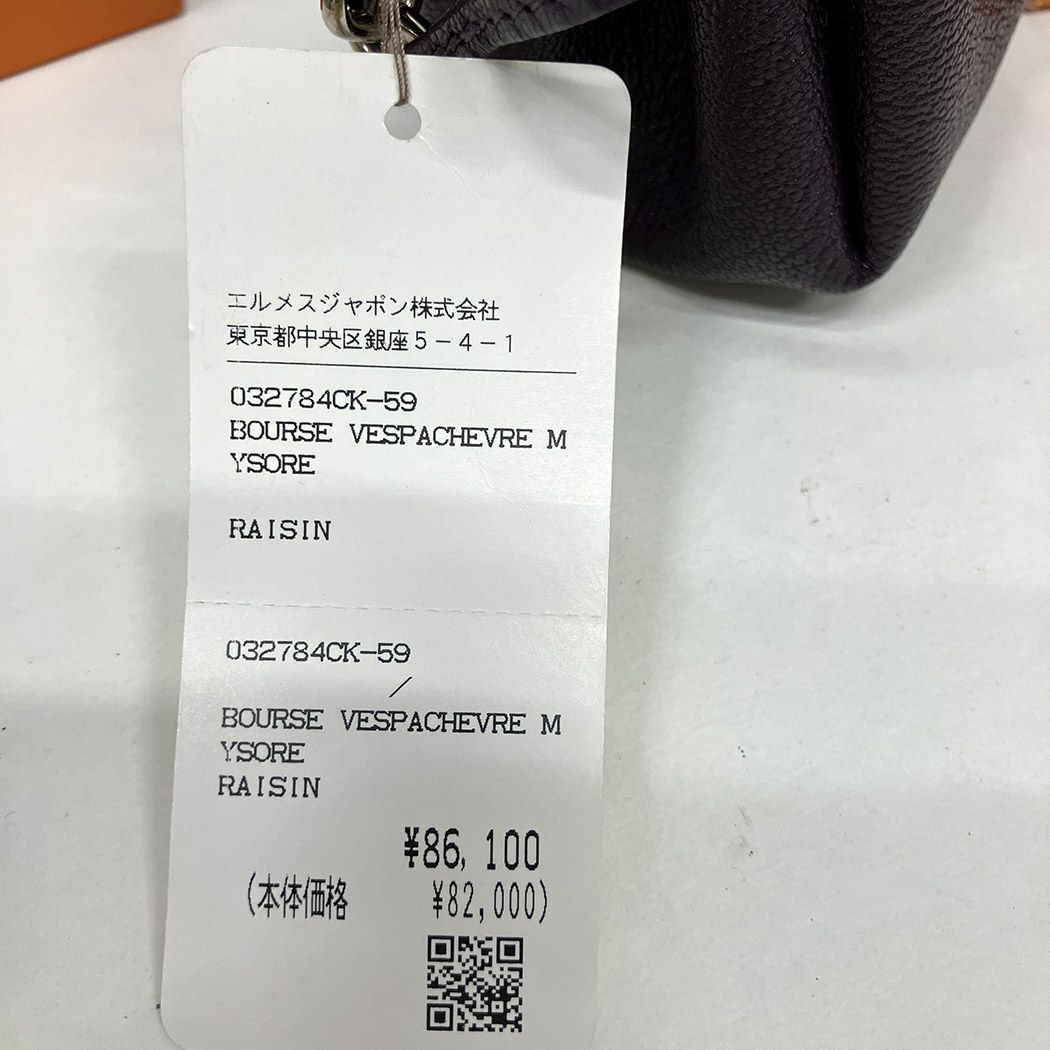 エルメスジャポン株式会社
東京都中央区銀座５－４－１
032784CK-59
BOURSE VESPACHEVRE M
YSORE
RAISIN
032784CK-59
/
BOURSE VESPACHEVRE M
YSORE
RAISIN
¥86,100
(本体価格 ¥82,000)